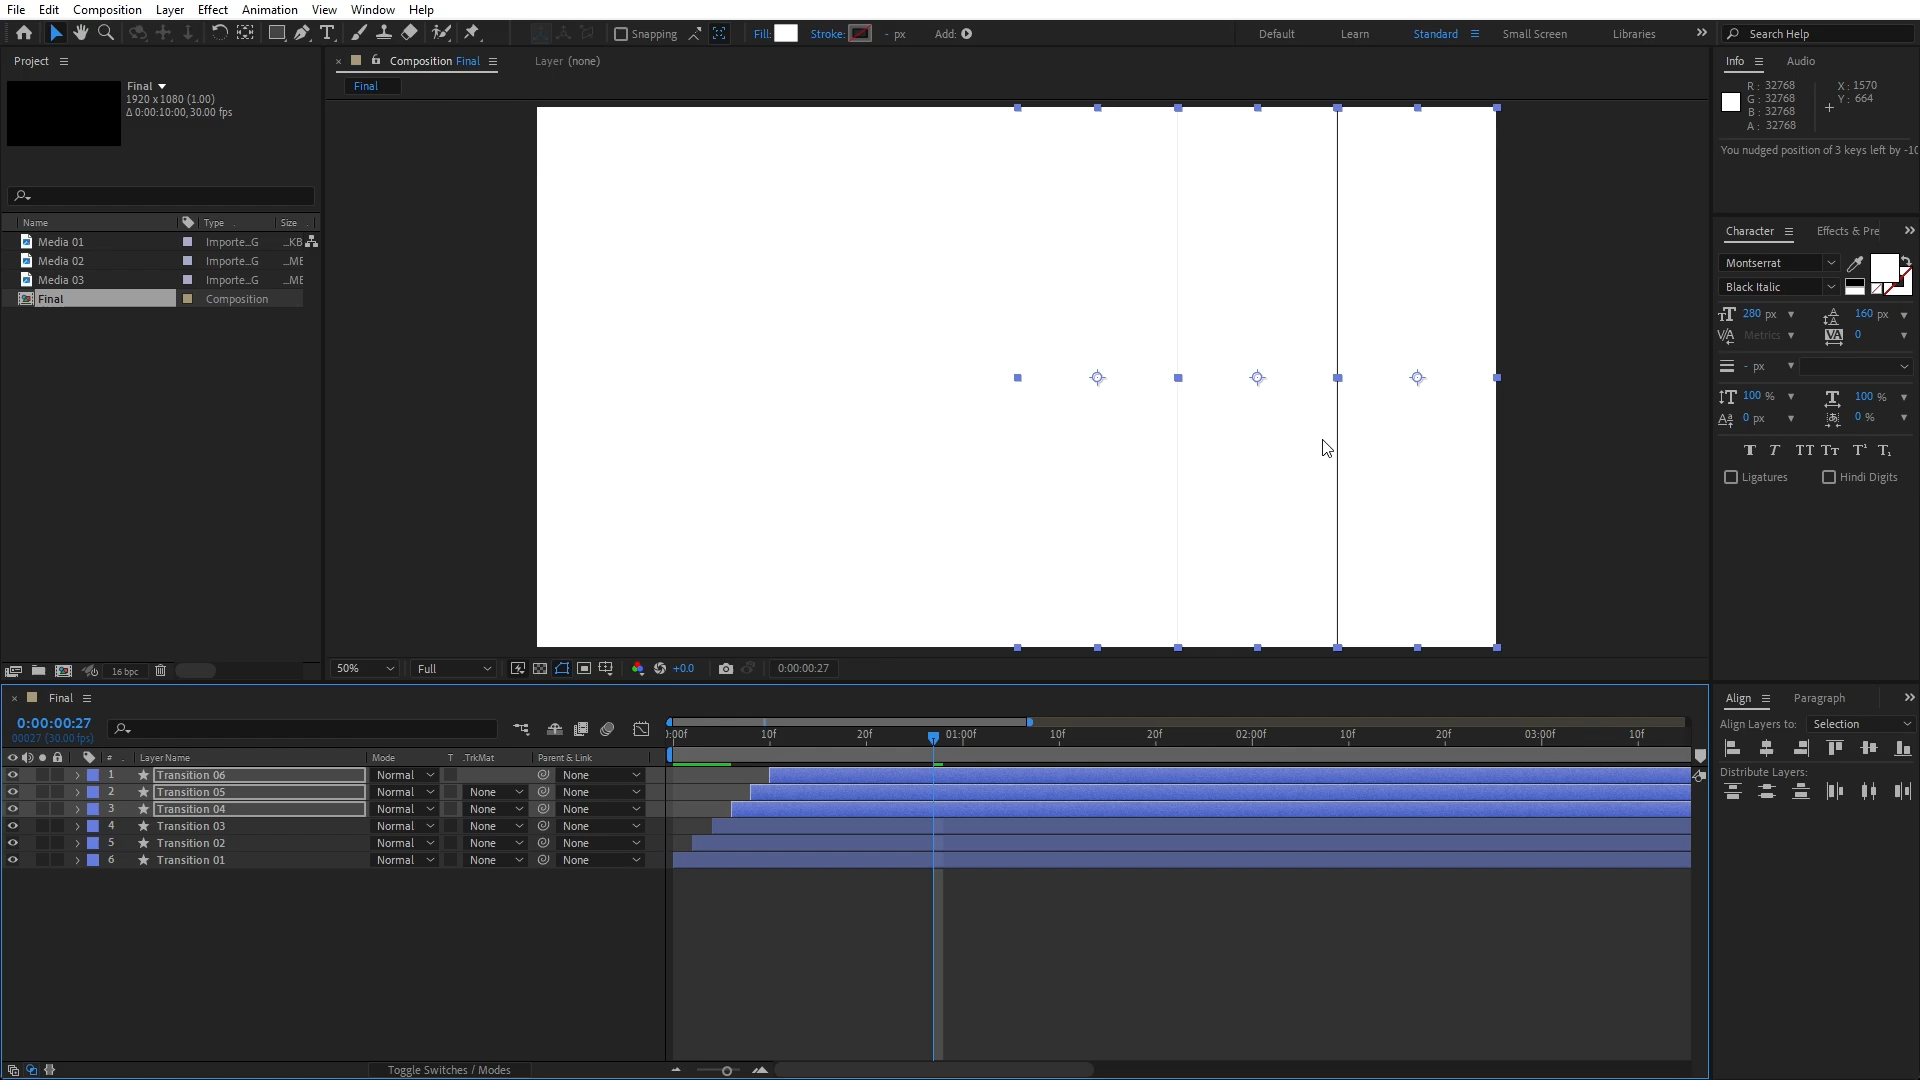 File Edit Composition Layer Effect Animation View Window Help
Snapping Fill: Stroke: - px Add: Default Learn Standard Small Screen Libraries Search Help
Project
Final
1920 x 1080 (1.00)
Δ 0:00:10:00, 30.00 fps
Name Type Size
Media 01 Importe...G ...KB
Media 02 Importe...G ...ME
Media 03 Importe...G ...ME
Final Composition
16 bpc
Composition Final Layer (none)
Final
50% Full +0.0 0:00:00:27
Info Audio
R: 32768 X: 1570
G: 32768 Y: 664
B: 32768
A: 32768
You nudged position of 3 keys left by -10
Character Effects & Pre
Montserrat
Black Italic
280 px 160 px
Metrics 0
- px
100 % 100 %
0 px 0 %
Ligatures Hindi Digits
Align Paragraph
Align Layers to: Selection
Distribute Layers:
Final
0:00:00:27
00027 (30.00 fps)
# Layer Name Mode T .TrkMat Parent & Link
1 Transition 06 Normal None
2 Transition 05 Normal None None
3 Transition 04 Normal None None
4 Transition 03 Normal None None
5 Transition 02 Normal None None
6 Transition 01 Normal None None
):00f 10f 20f 01:00f 10f 20f 02:00f 10f 20f 03:00f 10f
Toggle Switches / Modes